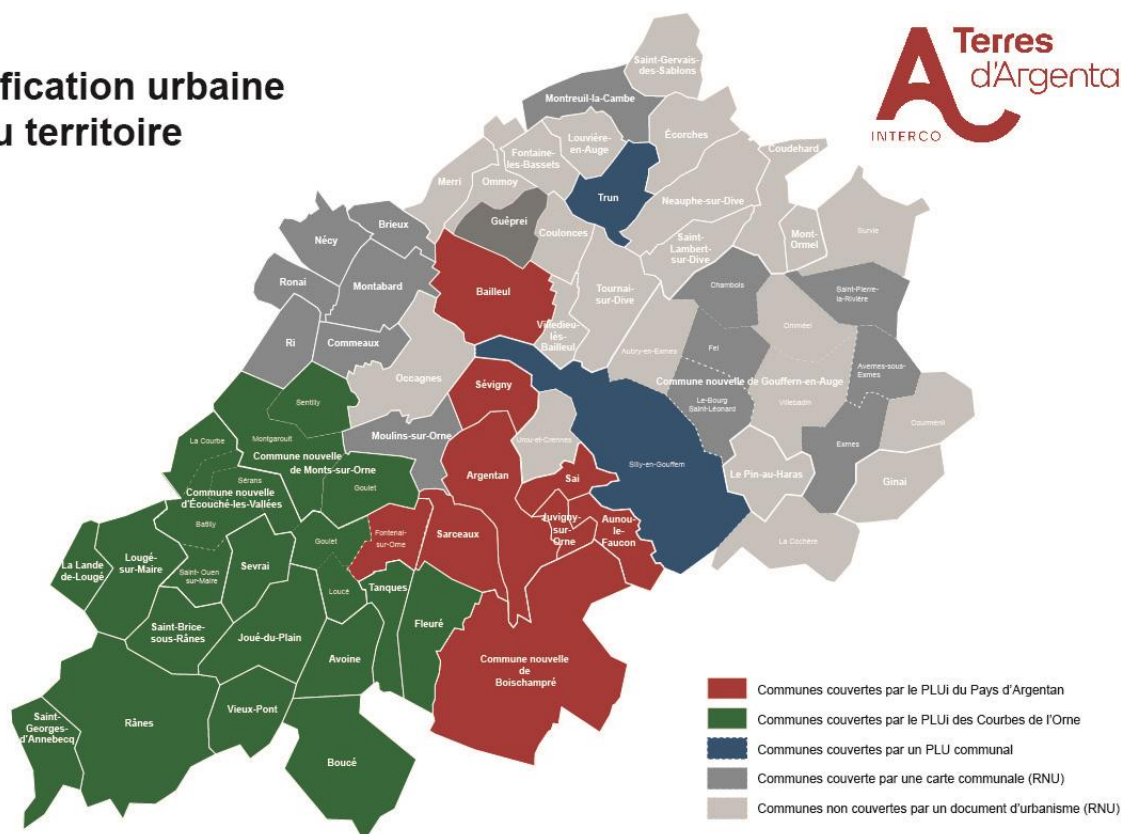 fication urbaine
u territoire
Terres
d'Argenta
INTERCO
Saint-Gervais-
des-Sablons
Montreuil-la-Cambe
Louvière-
en-Auge
Écorches
Coudehard
Fontaine-
les-Bassets
Merri
Ommoy
Trun
Neauphe-sur-Dive
Guêprei
Coulonces
Mont-
Ormel
Survie
Brieux
Nécy
Saint-
Lambert-
sur-Dive
Ronai
Montabard
Bailleul
Tournai-
sur-Dive
Chambois
Saint-Pierre-
la-Rivière
Villedieu-
lès-
Bailleul
Omméel
Ri
Commeaux
Aubry-en-Exmes
Fel
Avernes-sous-
Exmes
Occagnes
Sévigny
Commune nouvelle de Gouffern-en-Auge
Sentilly
Le-Bourg
Saint-Léonard
Villebadin
Courmenil
La Courbe
Montgaroult
Moulins-sur-Orne
Urou-et-Crennes
Exmes
Commune nouvelle
de Monts-sur-Orne
Argentan
Silly-en-Gouffern
Le Pin-au-Haras
Ginai
Sérans
Goulet
Sai
Commune nouvelle
d'Écouché-les-Vallées
Batilly
Juvigny-
sur-
Orne
Aunou-
le-
Faucon
Fontenai-
sur-Orne
Sarceaux
Goulet
La Cochère
La Lande
de-Lougé
Lougé-
sur-Maire
Saint- Ouen
sur-Maire
Sevrai
Loucé
Tanques
Fleuré
Saint-Brice-
sous-Rânes
Joué-du-Plain
Avoine
Commune nouvelle
de
Boischampré
Saint-
Georges-
d'Annebecq
Rânes
Vieux-Pont
Boucé
Communes couvertes par le PLUi du Pays d'Argentan
Communes couvertes par le PLUi des Courbes de l'Orne
Communes couvertes par un PLU communal
Communes couverte par une carte communale (RNU)
Communes non couvertes par un document d'urbanisme (RNU)